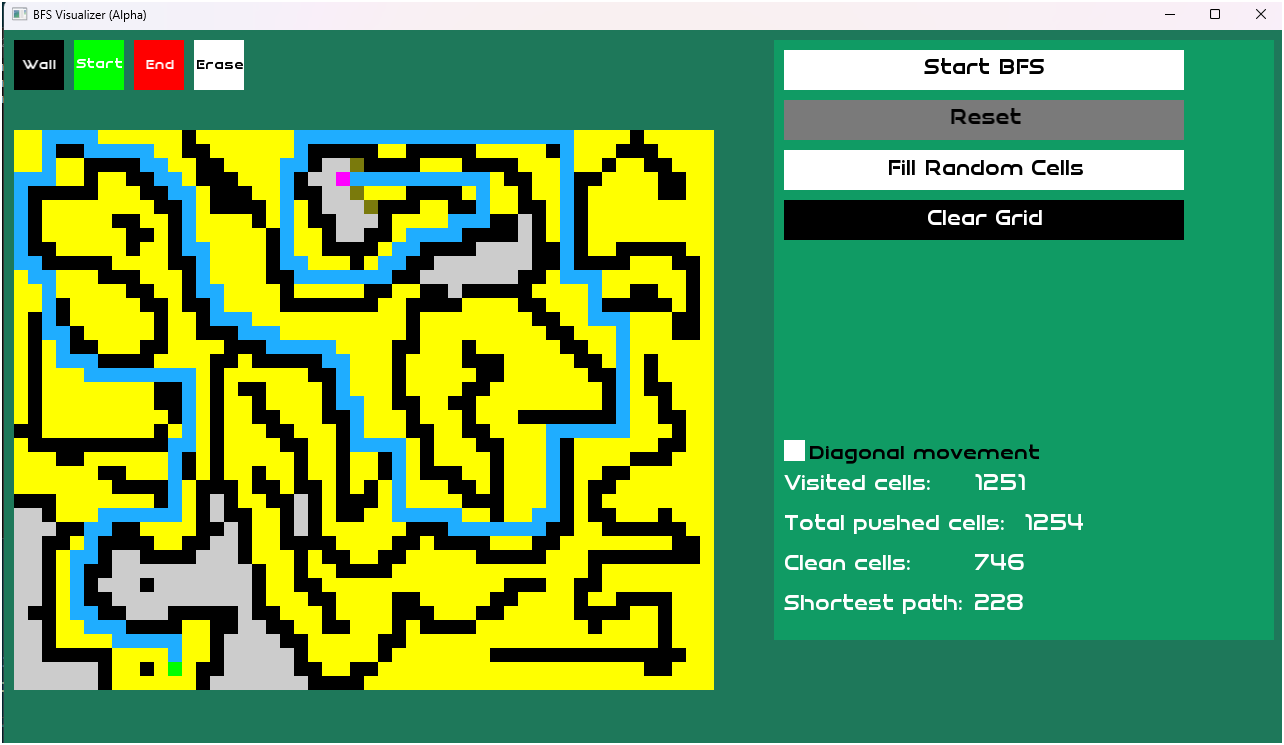 BFS Visualizer (Alpha)
Wall Start End Erase
Start BFS
Reset
Fill Random Cells
Clear Grid
Diagonal movement
Visited cells: 1251
Total pushed cells: 1254
Clean cells: 746
Shortest path: 228